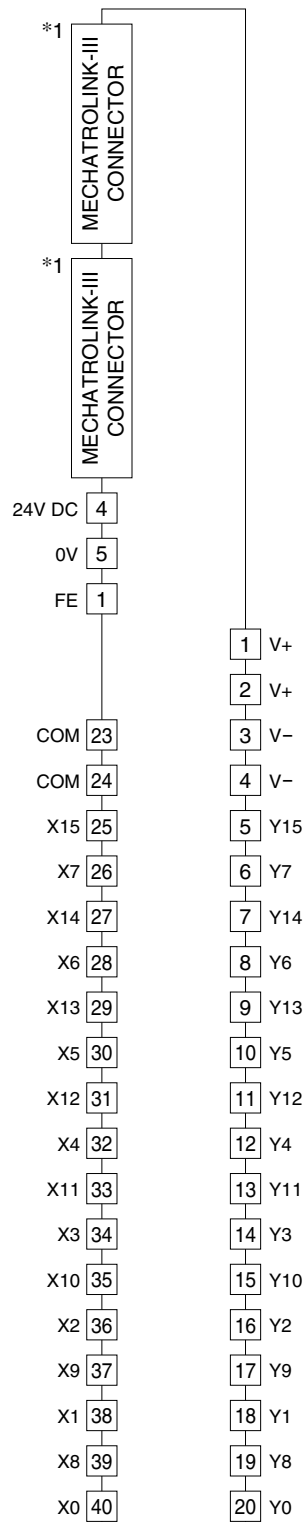 *1
MECHATROLINK-III
CONNECTOR
*1
MECHATROLINK-III
CONNECTOR
24V DC 4
0V 5
FE 1
1 V+
2 V+
COM 23 3 V−
COM 24 4 V−
X15 25 5 Y15
X7 26 6 Y7
X14 27 7 Y14
X6 28 8 Y6
X13 29 9 Y13
X5 30 10 Y5
X12 31 11 Y12
X4 32 12 Y4
X11 33 13 Y11
X3 34 14 Y3
X10 35 15 Y10
X2 36 16 Y2
X9 37 17 Y9
X1 38 18 Y1
X8 39 19 Y8
X0 40 20 Y0